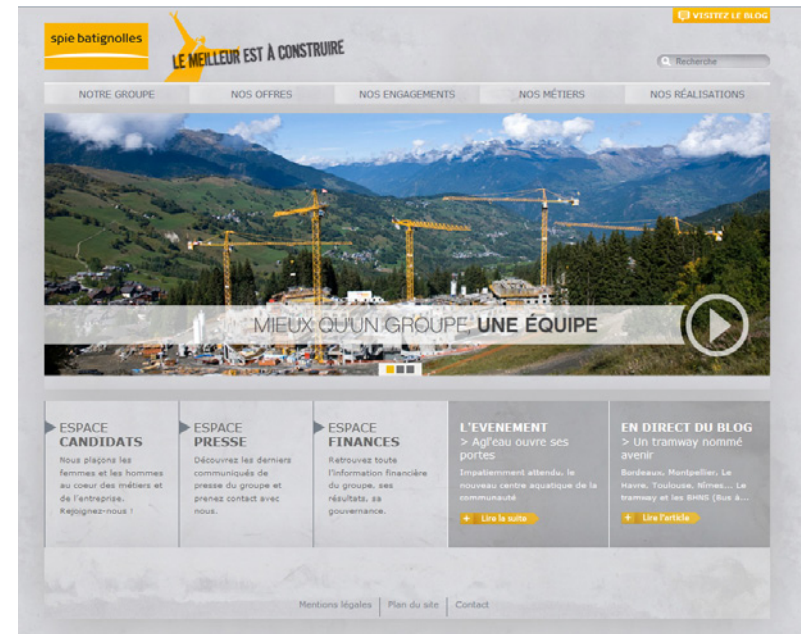 VISITEZ LE BLOG
spie batignolles
LE MEILLEUR EST À CONSTRUIRE
Recherche
NOTRE GROUPE
NOS OFFRES
NOS ENGAGEMENTS
NOS MÉTIERS
NOS RÉALISATIONS
MIEUX QU'UN GROUPE, UNE ÉQUIPE
ESPACE
CANDIDATS
Nous plaçons les
femmes et les hommes
au coeur des métiers et
de l'entreprise.
Rejoignez-nous !
ESPACE
PRESSE
Découvrez les derniers
communiqués de
presse du groupe et
prenez contact avec
nous.
ESPACE
FINANCES
Retrouvez toute
l'information financière
du groupe, ses
résultats, sa
gouvernance.
L'EVENEMENT
> Agl'eau ouvre ses
portes
Impatiemment attendu, le
nouveau centre aquatique de la
communauté
+ Lire la suite
EN DIRECT DU BLOG
> Un tramway nommé
avenir
Bordeaux, Montpellier, Le
Havre, Toulouse, Nîmes... Le
tramway et les BHNS (Bus à...
+ Lire l'article
Mentions légales | Plan du site | Contact